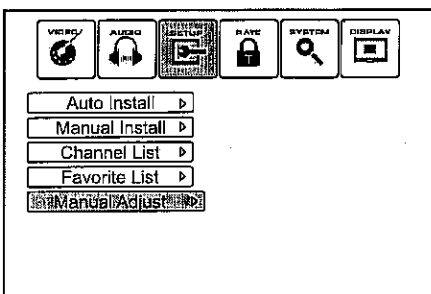 VIDEO AUDIO SETUP RATE SYSTEM DISPLAY
Auto Install
Manual Install
Channel List
Favorite List
Manual Adjust